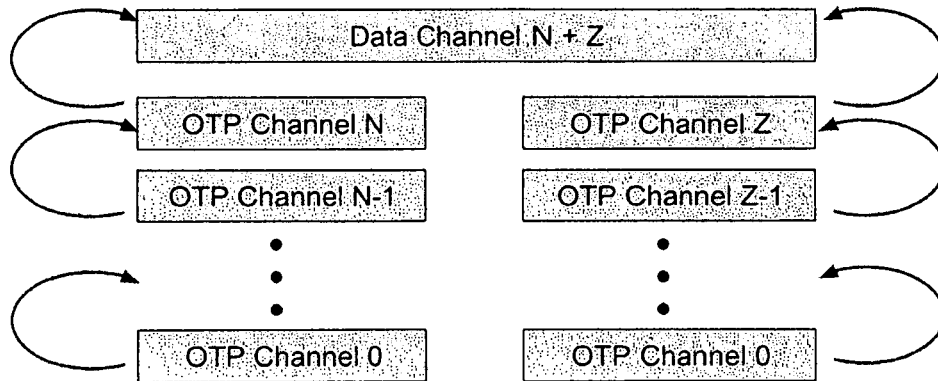 Data Channel N + Z
OTP Channel N
OTP Channel Z
OTP Channel N-1
OTP Channel Z-1
OTP Channel 0
OTP Channel 0